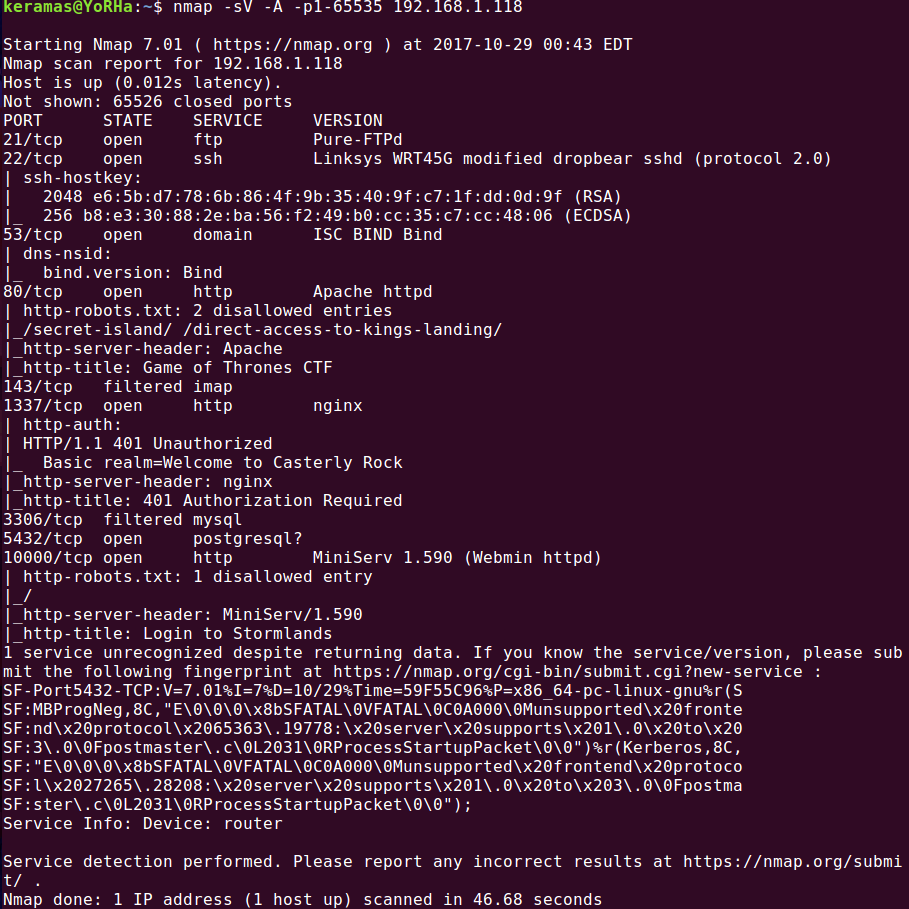 keramas@YoRHa:~$ nmap -sV -A -p1-65535 192.168.1.118
Starting Nmap 7.01 ( https://nmap.org ) at 2017-10-29 00:43 EDT
Nmap scan report for 192.168.1.118
Host is up (0.012s latency).
Not shown: 65526 closed ports
PORT      STATE    SERVICE     VERSION
21/tcp    open     ftp         Pure-FTPd
22/tcp    open     ssh         Linksys WRT45G modified dropbear sshd (protocol 2.0)
| ssh-hostkey:
|   2048 e6:5b:d7:78:6b:86:4f:9b:35:40:9f:c7:1f:dd:0d:9f (RSA)
|_  256 b8:e3:30:88:2e:ba:56:f2:49:b0:cc:35:c7:cc:48:06 (ECDSA)
53/tcp    open     domain      ISC BIND Bind
| dns-nsid:
|_  bind.version: Bind
80/tcp    open     http        Apache httpd
| http-robots.txt: 2 disallowed entries
|_/secret-island/ /direct-access-to-kings-landing/
|_http-server-header: Apache
|_http-title: Game of Thrones CTF
143/tcp   filtered imap
1337/tcp  open     http        nginx
| http-auth:
| HTTP/1.1 401 Unauthorized
|_  Basic realm=Welcome to Casterly Rock
|_http-server-header: nginx
|_http-title: 401 Authorization Required
3306/tcp  filtered mysql
5432/tcp  open     postgresql?
10000/tcp open     http        MiniServ 1.590 (Webmin httpd)
| http-robots.txt: 1 disallowed entry
|_/
|_http-server-header: MiniServ/1.590
|_http-title: Login to Stormlands
1 service unrecognized despite returning data. If you know the service/version, please sub
mit the following fingerprint at https://nmap.org/cgi-bin/submit.cgi?new-service :
SF-Port5432-TCP:V=7.01%I=7%D=10/29%Time=59F55C96%P=x86_64-pc-linux-gnu%r(S
SF:MBProgNeg,8C,"E\0\0\0\x8bSFATAL\0VFATAL\0C0A000\0Munsupported\x20fronte
SF:nd\x20protocol\x2065363\.19778:\x20server\x20supports\x201\.0\x20to\x20
SF:3\.0\0Fpostmaster\.c\0L2031\0RProcessStartupPacket\0\0")%r(Kerberos,8C,
SF:"E\0\0\0\x8bSFATAL\0VFATAL\0C0A000\0Munsupported\x20frontend\x20protoco
SF:l\x2027265\.28208:\x20server\x20supports\x201\.0\x20to\x203\.0\0Fpostma
SF:ster\.c\0L2031\0RProcessStartupPacket\0\0");
Service Info: Device: router
Service detection performed. Please report any incorrect results at https://nmap.org/submi
t/ .
Nmap done: 1 IP address (1 host up) scanned in 46.68 seconds